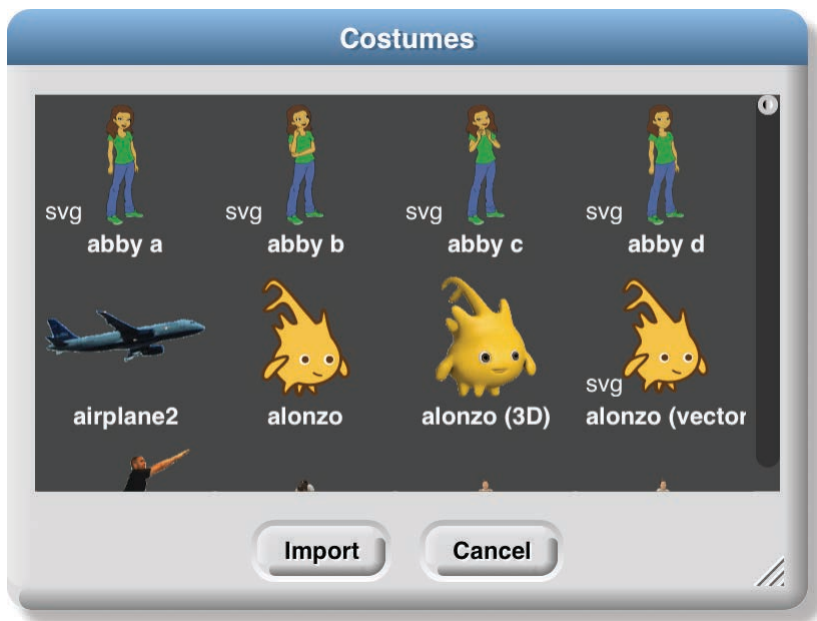 Costumes
svg svg svg svg
abby a abby b abby c abby d
svg
airplane2 alonzo alonzo (3D) alonzo (vector
Import Cancel